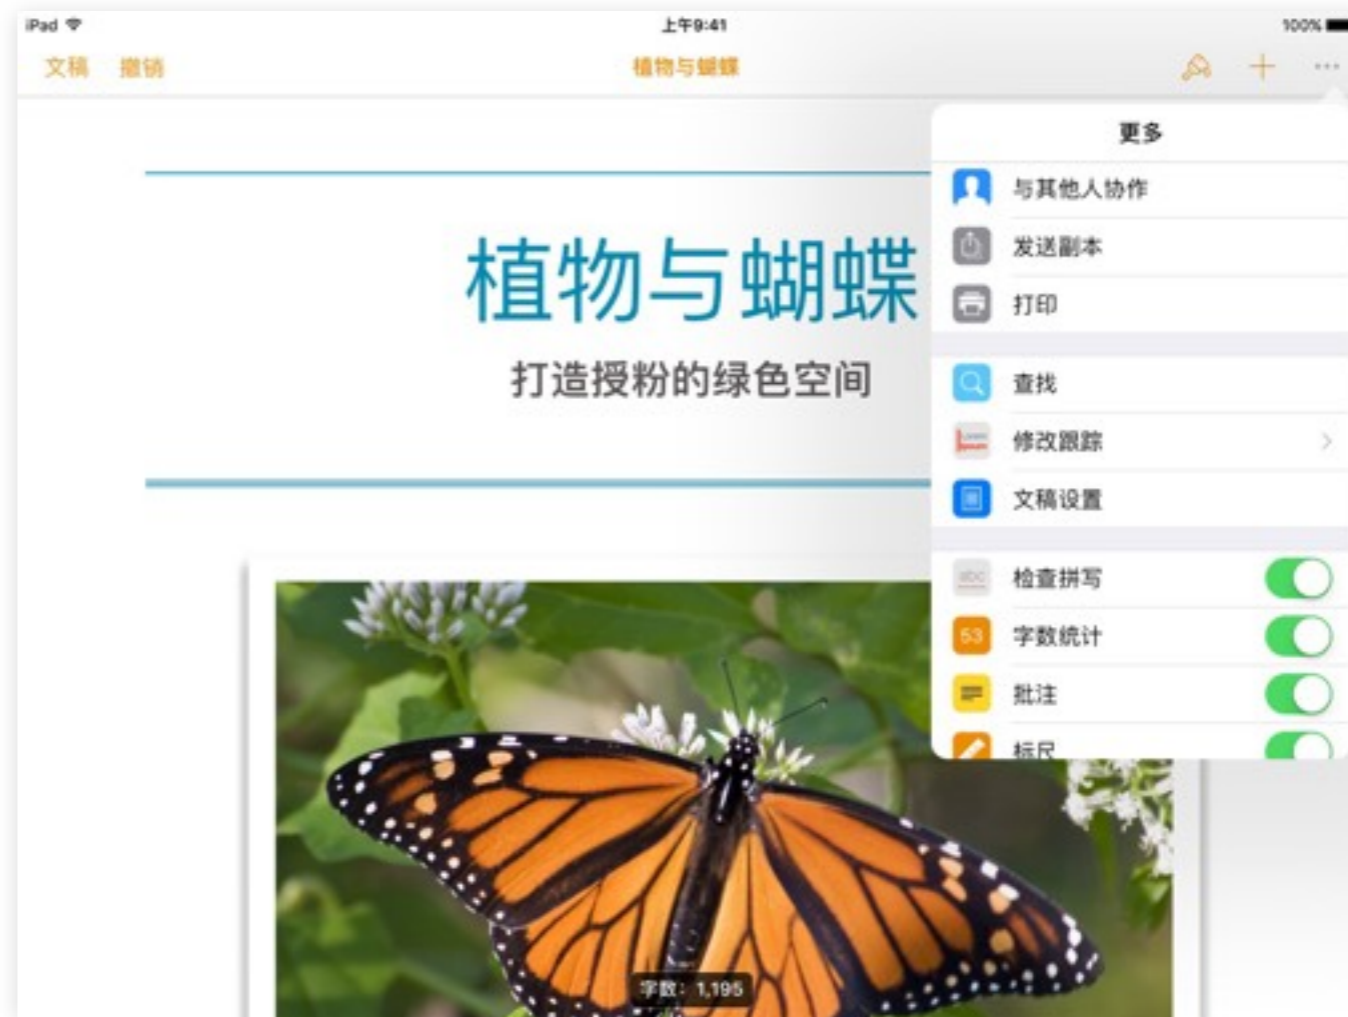 iPad
上午9:41
100%
文稿
撤销
植物与蝴蝶
更多
与其他人协作
发送副本
打印
查找
修改跟踪
文稿设置
abc
检查拼写
53
字数统计
批注
标尺
植物与蝴蝶
打造授粉的绿色空间
字数：1,195